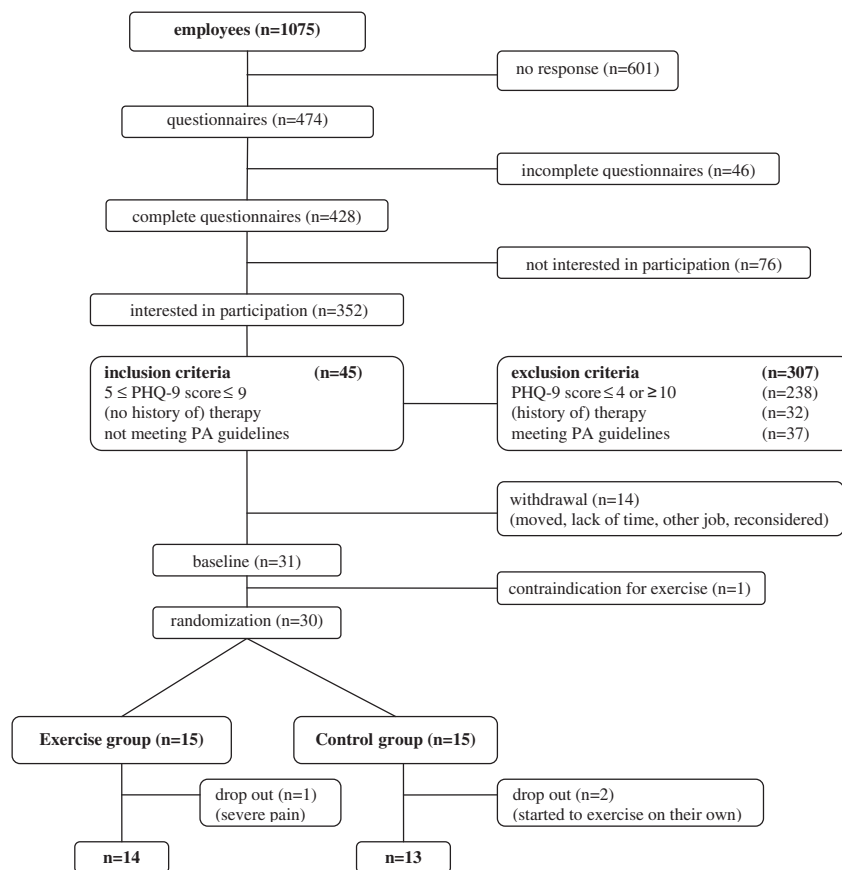 employees (n=1075)
no response (n=601)
questionnaires (n=474)
incomplete questionnaires (n=46)
complete questionnaires (n=428)
not interested in participation (n=76)
interested in participation (n=352)
inclusion criteria (n=45)
5 ≤ PHQ-9 score ≤ 9
(no history of) therapy
not meeting PA guidelines
exclusion criteria (n=307)
PHQ-9 score ≤ 4 or ≥ 10 (n=238)
(history of) therapy (n=32)
meeting PA guidelines (n=37)
withdrawal (n=14)
(moved, lack of time, other job, reconsidered)
baseline (n=31)
contraindication for exercise (n=1)
randomization (n=30)
Exercise group (n=15)
Control group (n=15)
drop out (n=1)
(severe pain)
drop out (n=2)
(started to exercise on their own)
n=14
n=13